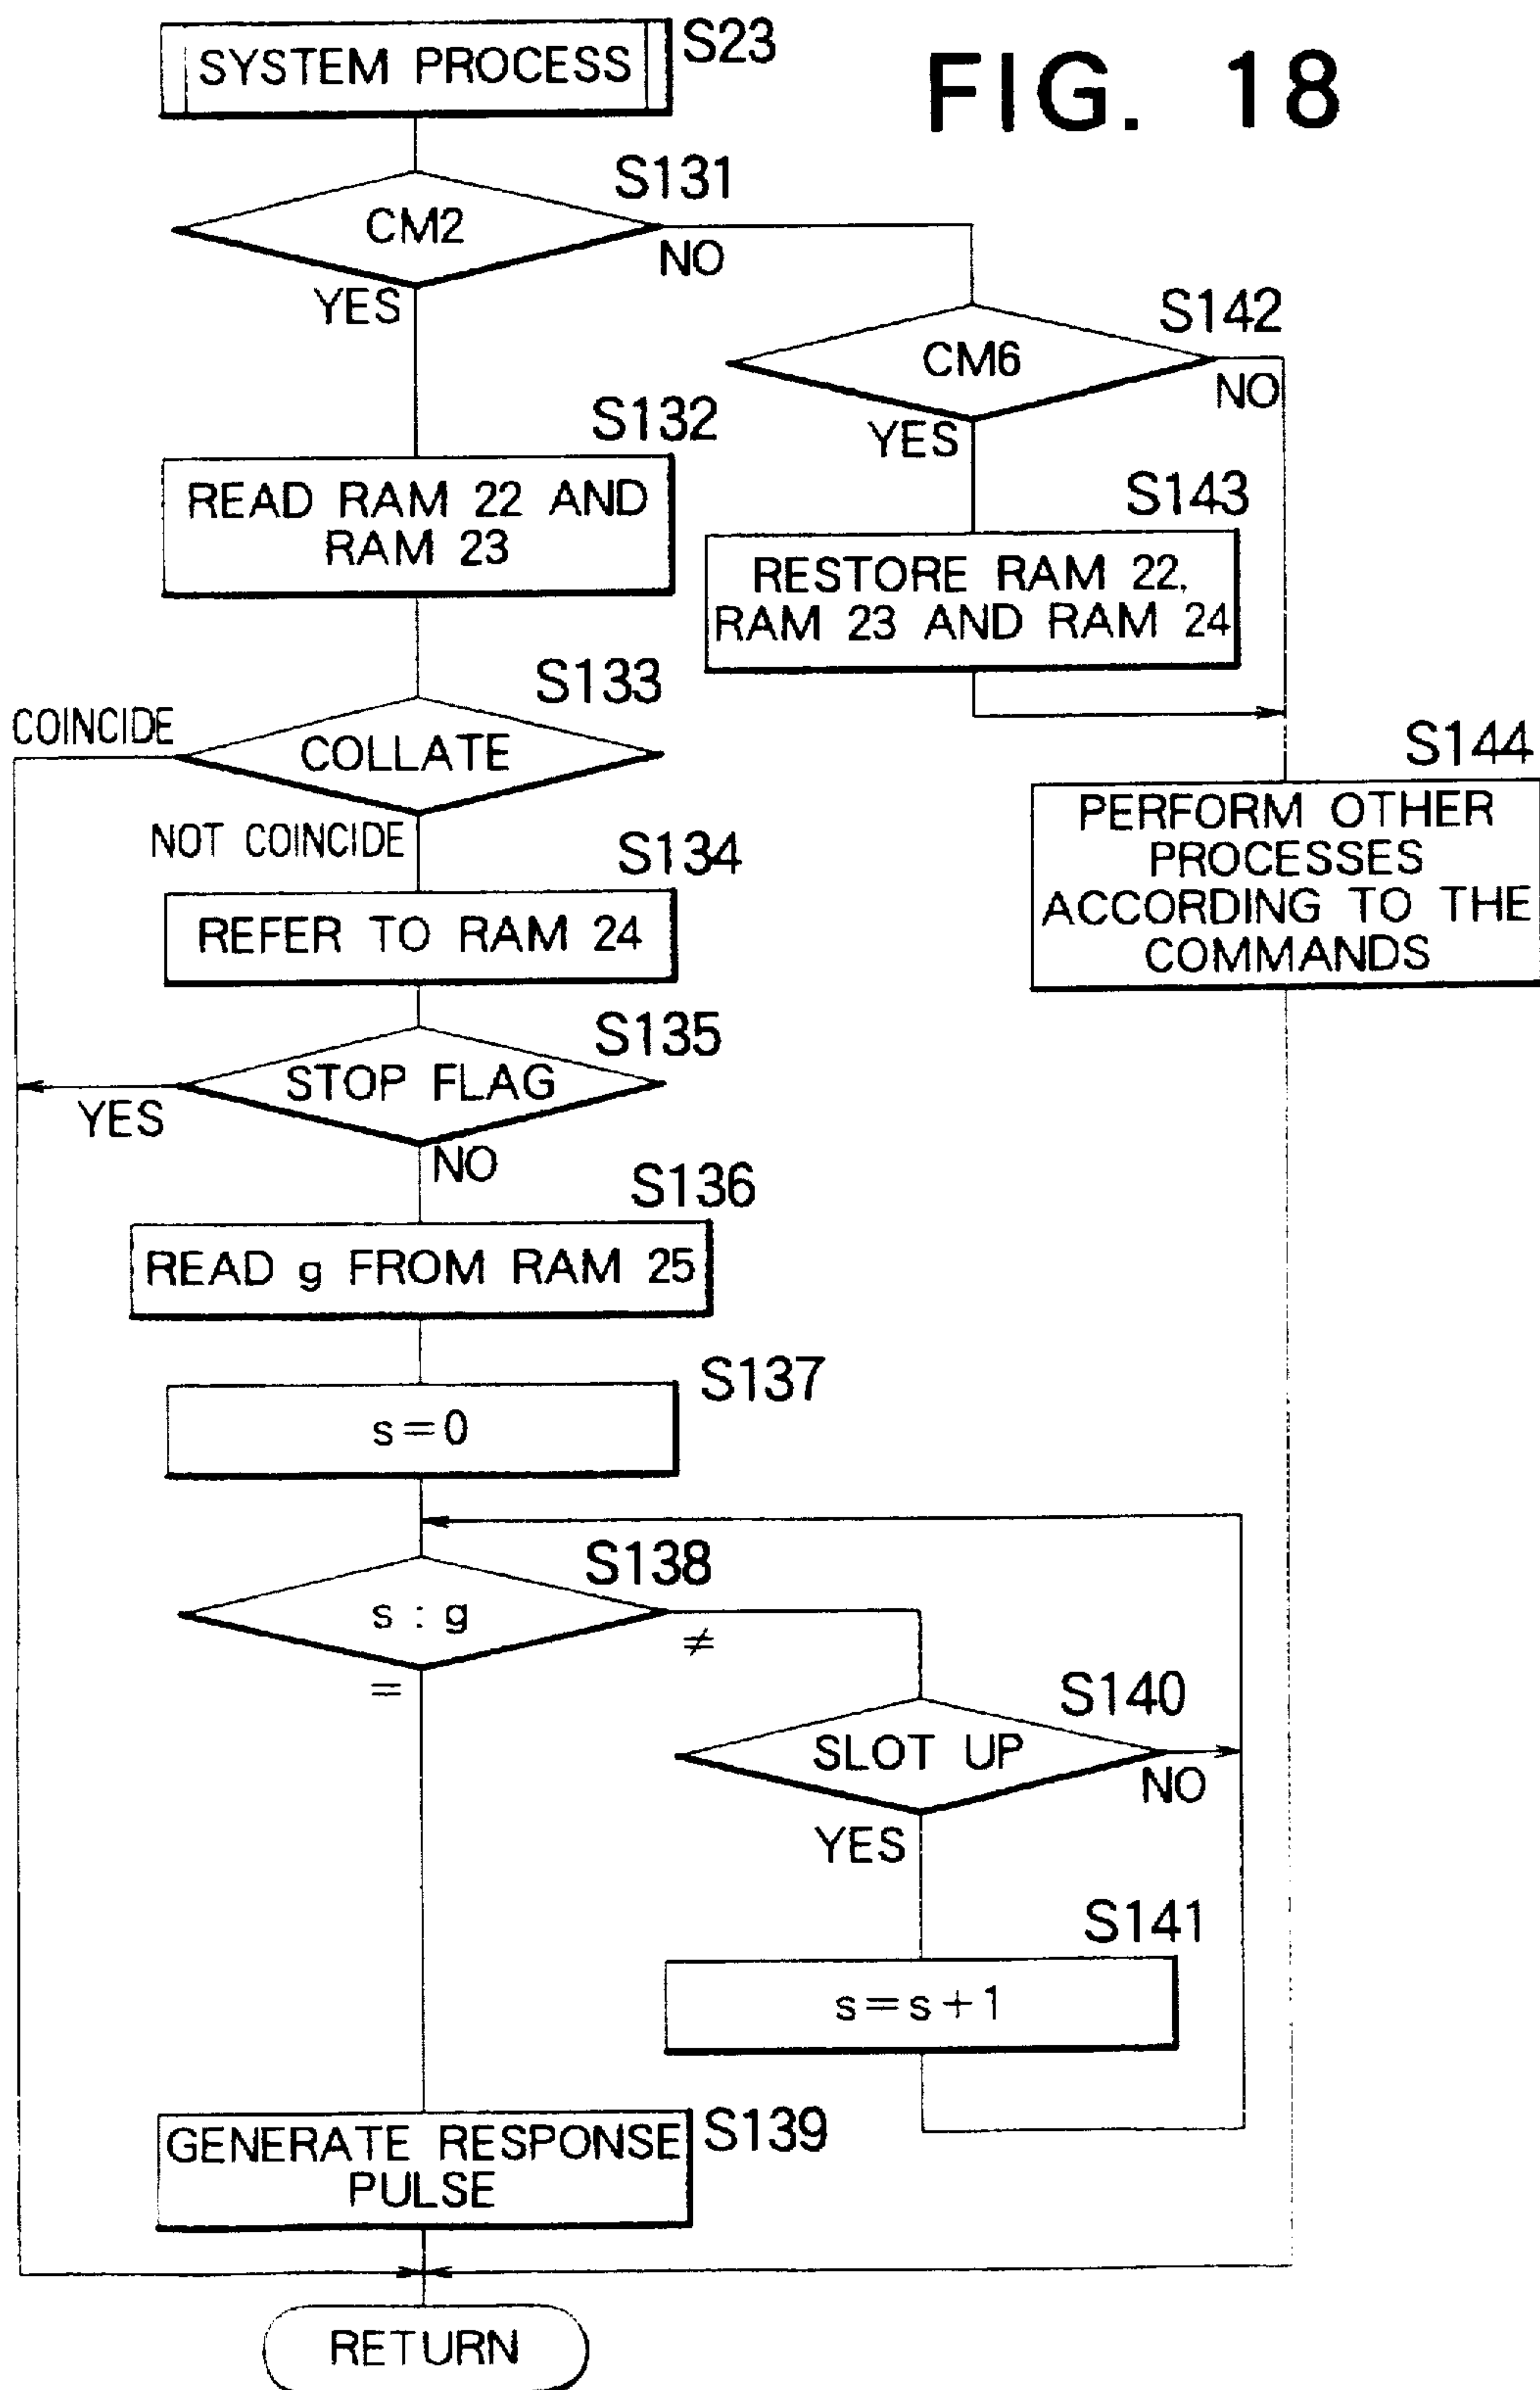 SYSTEM PROCESS
S23
FIG. 18
S131
CM2
NO
YES
S142
CM6
NO
YES
S132
READ RAM 22 AND
RAM 23
S143
RESTORE RAM 22,
RAM 23 AND RAM 24
S133
COINCIDE
COLLATE
NOT COINCIDE
S144
PERFORM OTHER
PROCESSES
ACCORDING TO THE
COMMANDS
S134
REFER TO RAM 24
S135
STOP FLAG
YES
NO
S136
READ g FROM RAM 25
S137
s=0
S138
s : g
≠
=
S140
SLOT UP
NO
YES
S141
s=s+1
GENERATE RESPONSE
PULSE
S139
RETURN